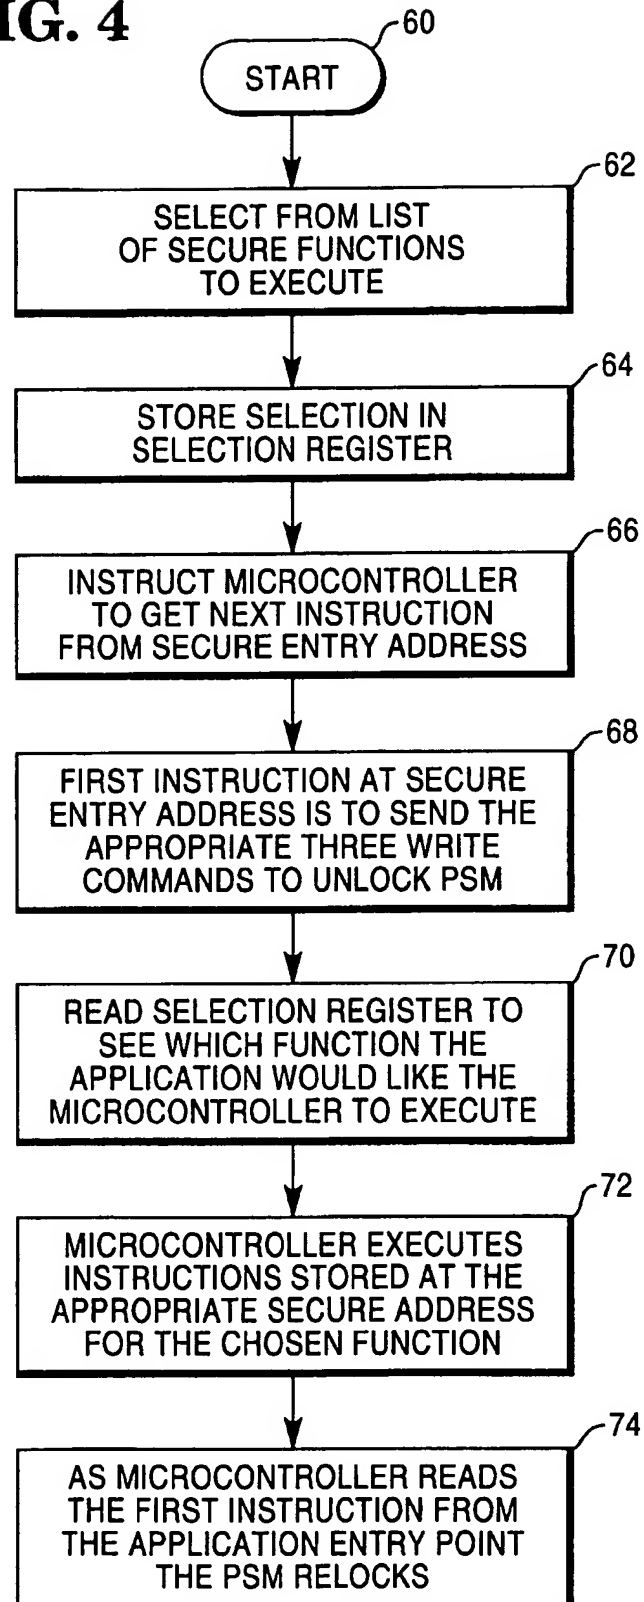 IG. 4
60
START
62
SELECT FROM LIST
OF SECURE FUNCTIONS
TO EXECUTE
64
STORE SELECTION IN
SELECTION REGISTER
66
INSTRUCT MICROCONTROLLER
TO GET NEXT INSTRUCTION
FROM SECURE ENTRY ADDRESS
68
FIRST INSTRUCTION AT SECURE
ENTRY ADDRESS IS TO SEND THE
APPROPRIATE THREE WRITE
COMMANDS TO UNLOCK PSM
70
READ SELECTION REGISTER TO
SEE WHICH FUNCTION THE
APPLICATION WOULD LIKE THE
MICROCONTROLLER TO EXECUTE
72
MICROCONTROLLER EXECUTES
INSTRUCTIONS STORED AT THE
APPROPRIATE SECURE ADDRESS
FOR THE CHOSEN FUNCTION
74
AS MICROCONTROLLER READS
THE FIRST INSTRUCTION FROM
THE APPLICATION ENTRY POINT
THE PSM RELOCKS